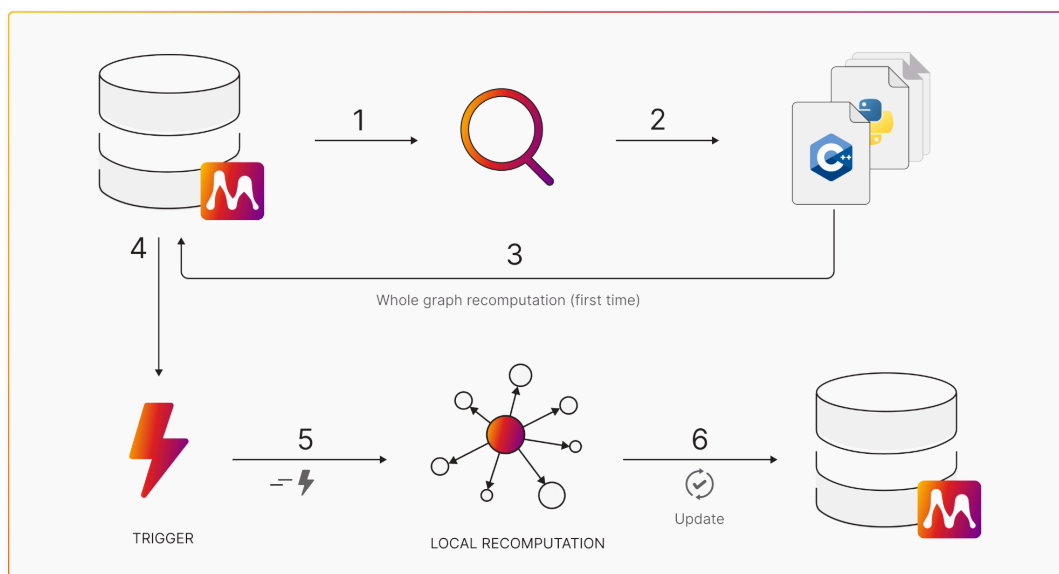 1
2
C++
4
3
Whole graph recomputation (first time)
5
6
Update
TRIGGER
LOCAL RECOMPUTATION